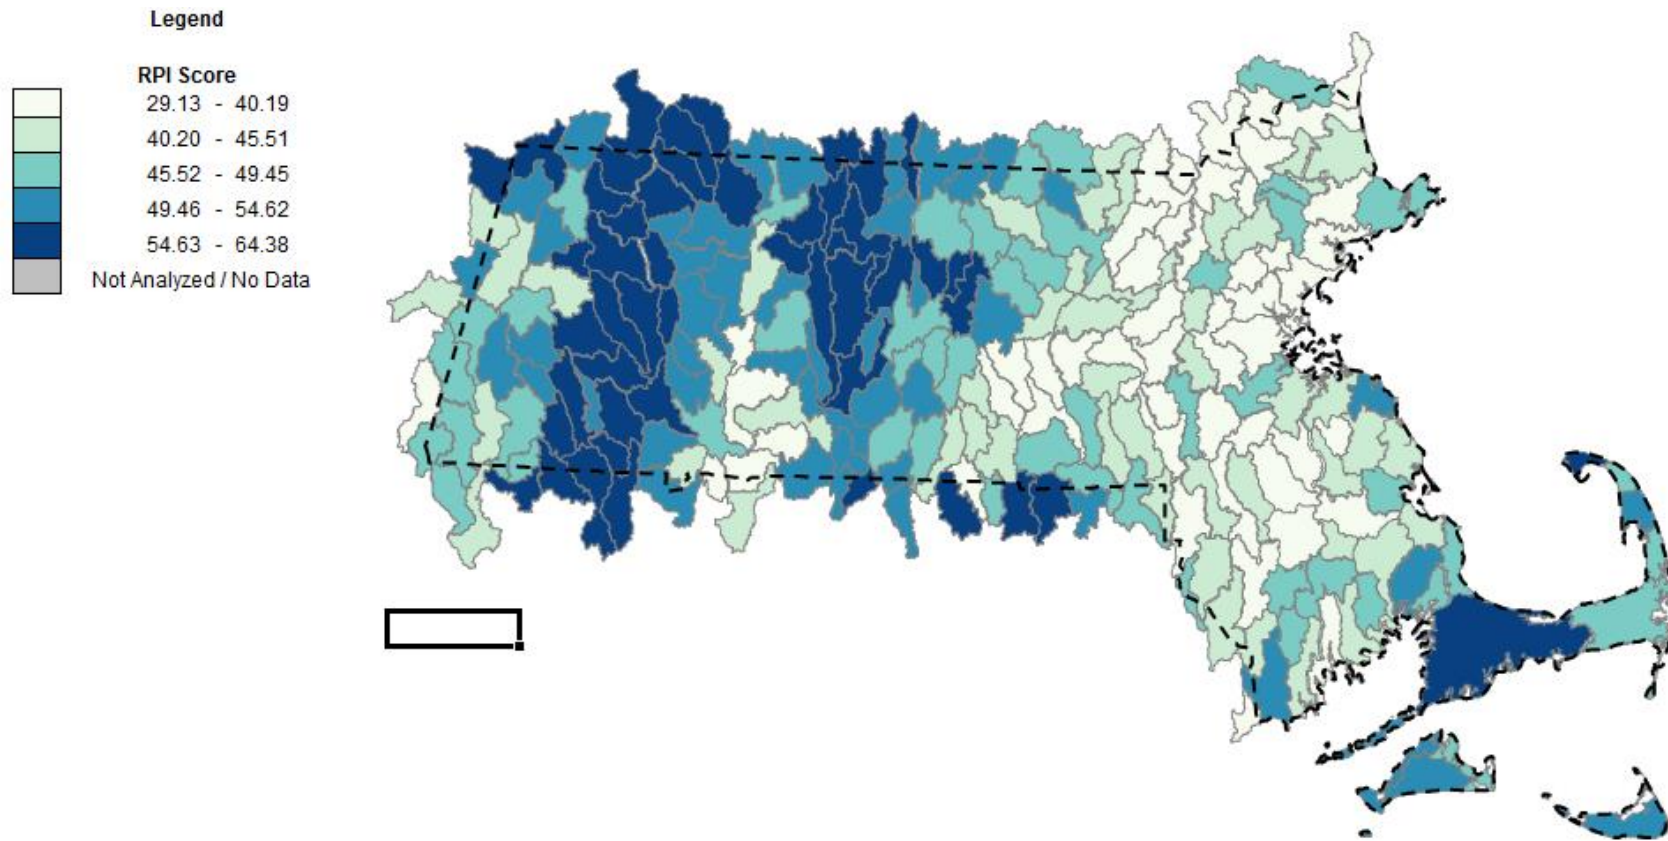 Legend
RPI Score
29.13 - 40.19
40.20 - 45.51
45.52 - 49.45
49.46 - 54.62
54.63 - 64.38
Not Analyzed / No Data